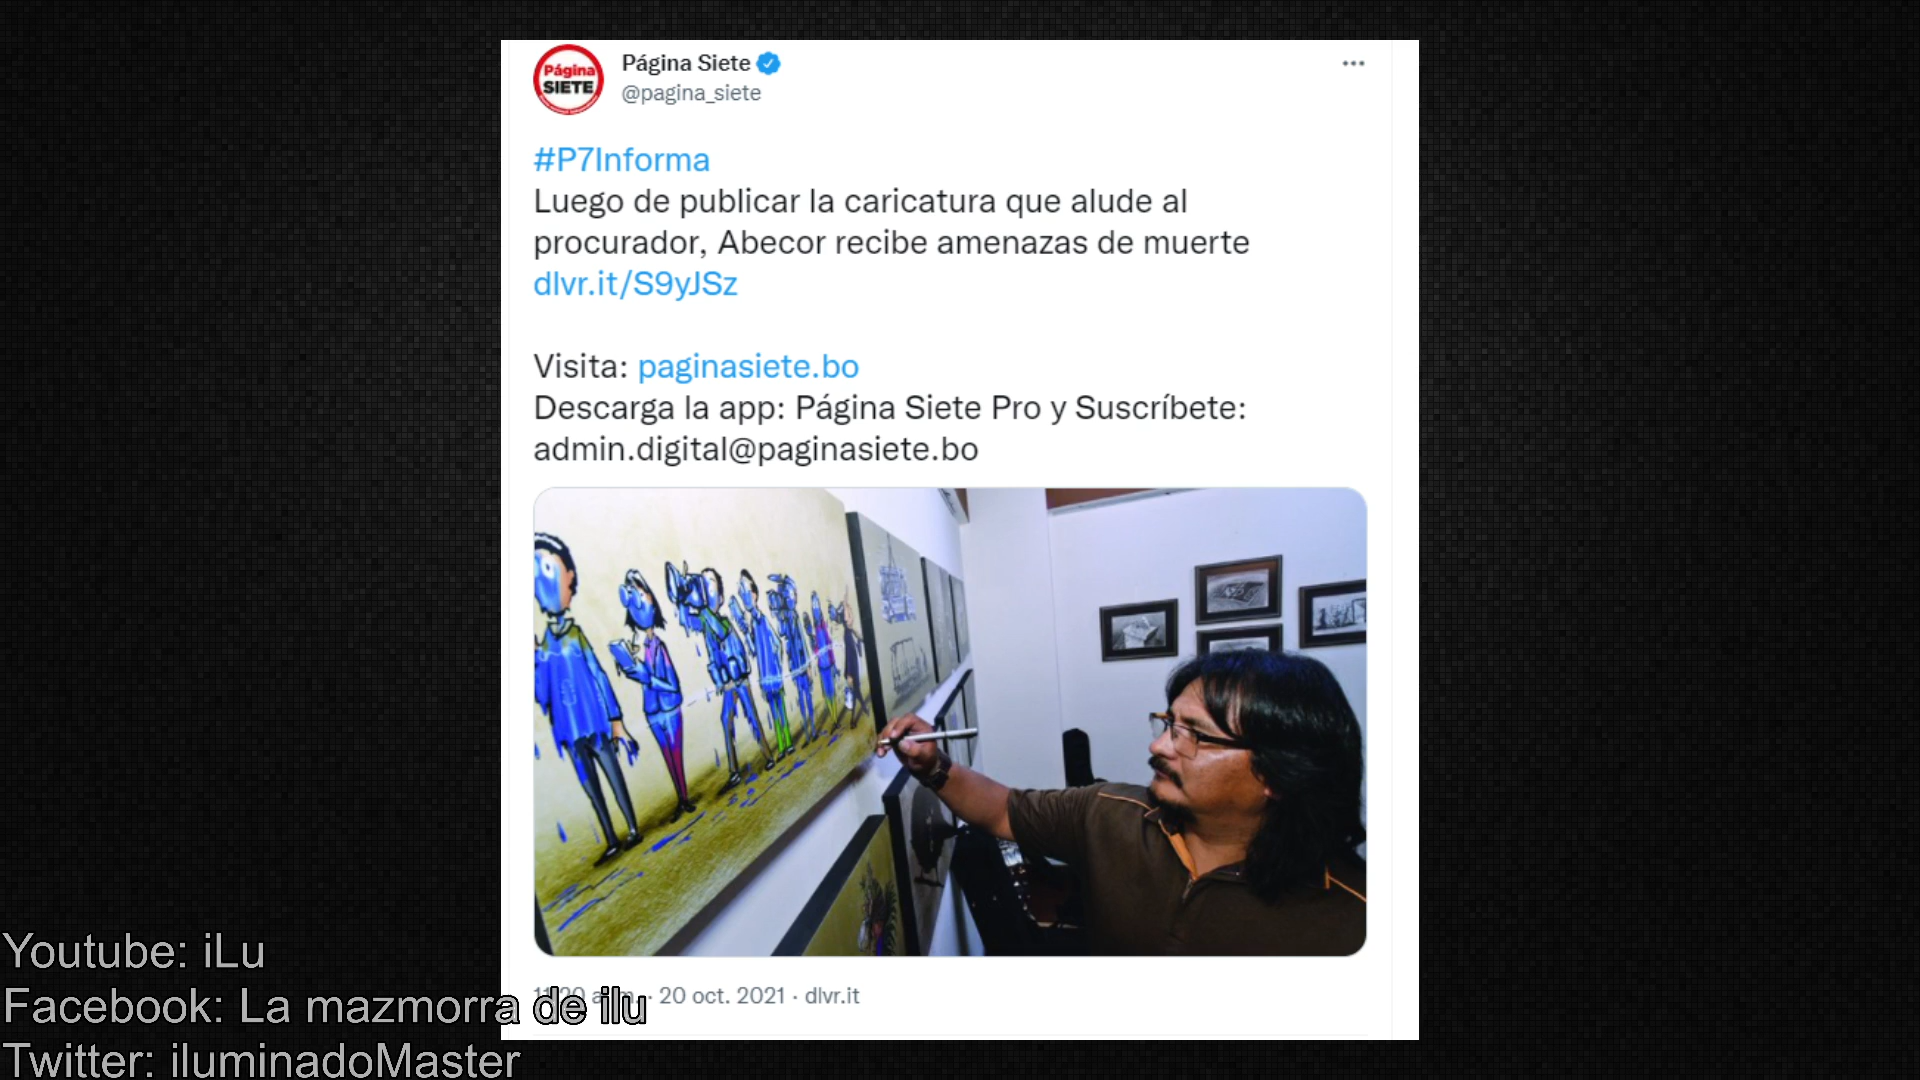 Página
SIETE
Página Siete
@pagina_siete
#P7Informa
Luego de publicar la caricatura que alude al
procurador, Abecor recibe amenazas de muerte
dlvr.it/S9yJSz
Visita: paginasiete.bo
Descarga la app: Página Siete Pro y Suscríbete:
admin.digital@paginasiete.bo
· 20 oct. 2021 · dlvr.it
Youtube: iLu
Facebook: La mazmorra de ilu
Twitter: iluminadoMaster